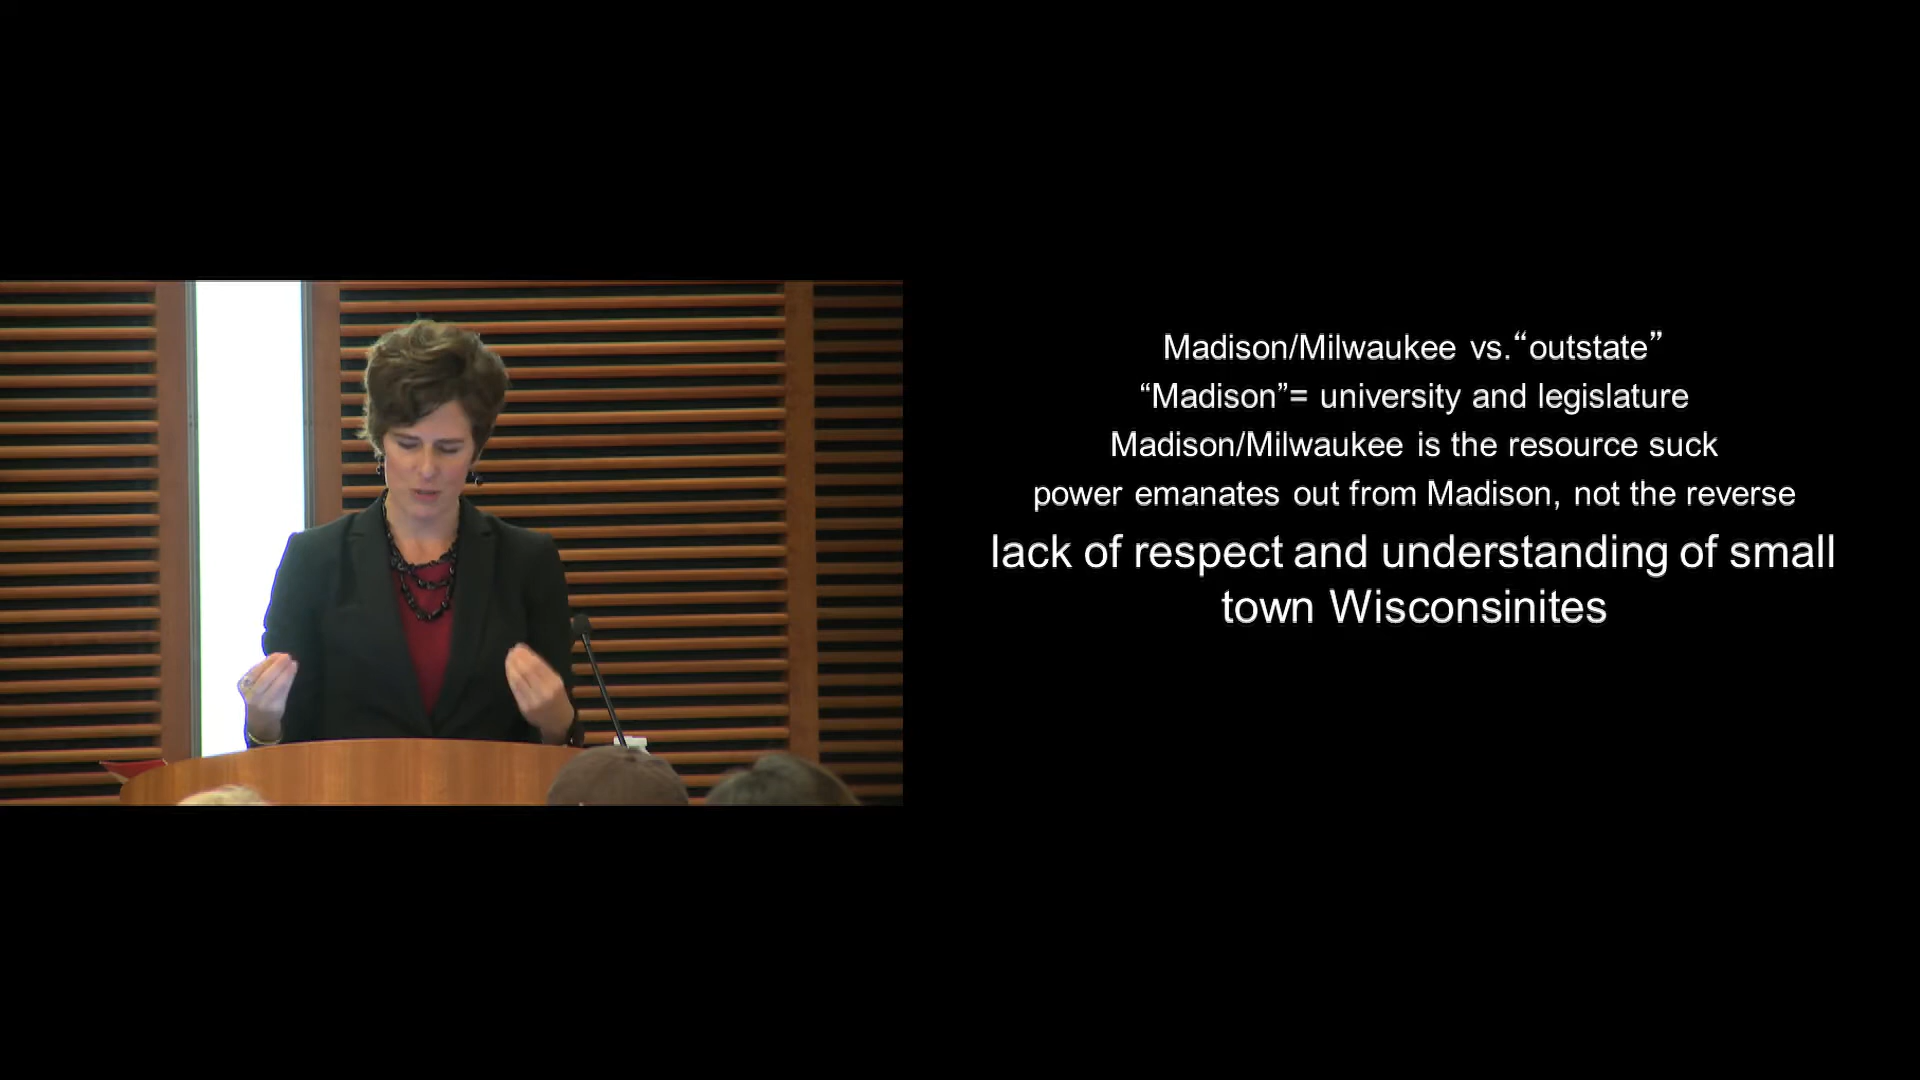 Madison/Milwaukee vs.“outstate”
“Madison”= university and legislature
Madison/Milwaukee is the resource suck
power emanates out from Madison, not the reverse
lack of respect and understanding of small
town Wisconsinites